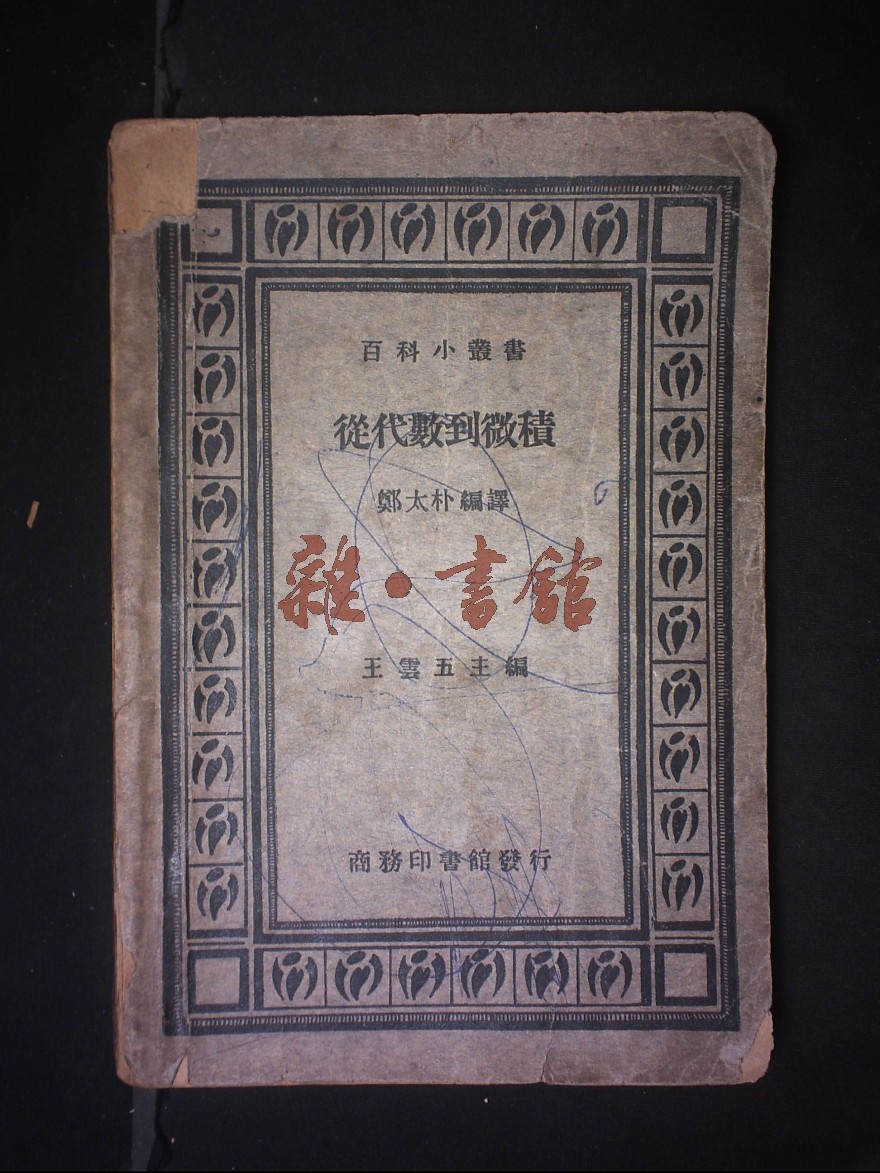 百科小叢書
從代數到微積
鄭太朴編譯
雜·書館
王雲五主編
商務印書館發行